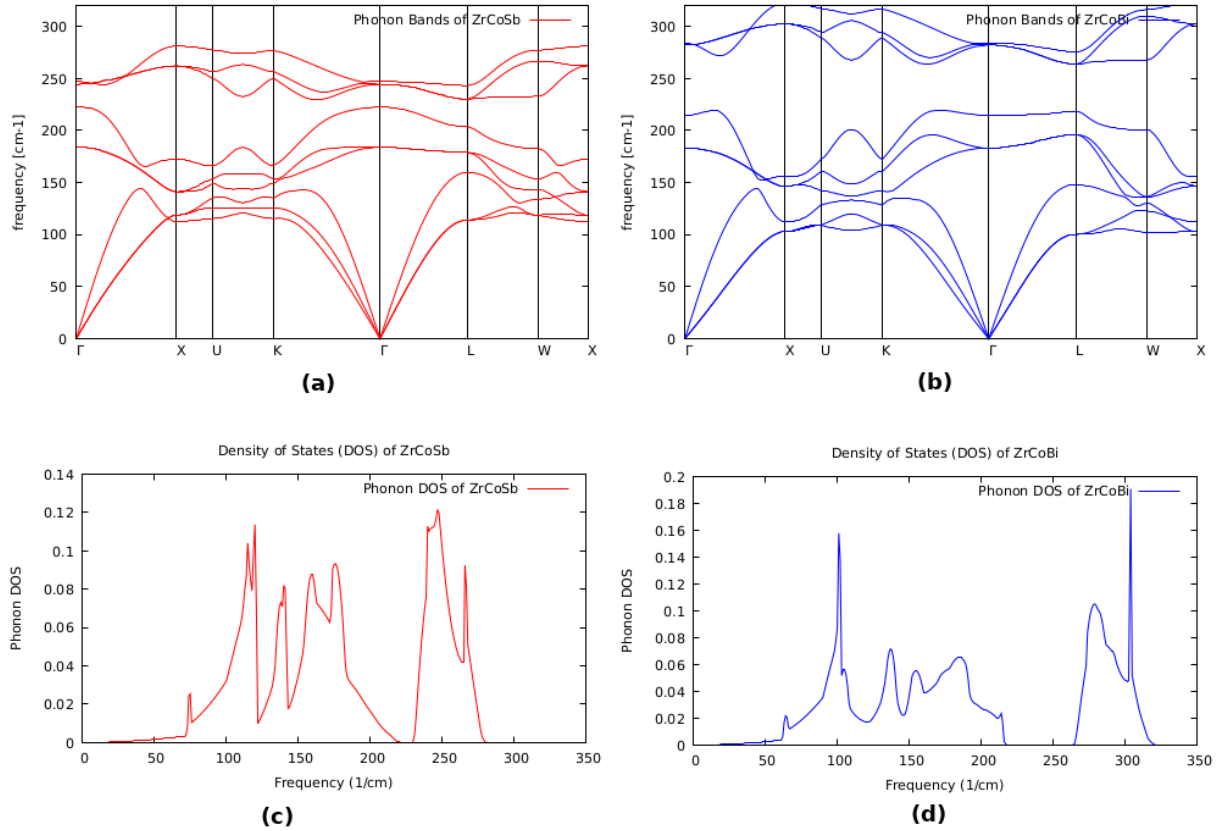 Phonon Bands of ZrCoSb
frequency [cm-1]
300
250
200
150
100
50
0
Γ X U K Γ L W X
(a)
Phonon Bands of ZrCoBi
frequency [cm-1]
300
250
200
150
100
50
0
Γ X U K Γ L W X
(b)
Density of States (DOS) of ZrCoSb
Phonon DOS of ZrCoSb
Phonon DOS
0.14
0.12
0.1
0.08
0.06
0.04
0.02
0
0 50 100 150 200 250 300 350
Frequency (1/cm)
(c)
Density of States (DOS) of ZrCoBi
Phonon DOS of ZrCoBi
Phonon DOS
0.2
0.18
0.16
0.14
0.12
0.1
0.08
0.06
0.04
0.02
0
0 50 100 150 200 250 300 350
Frequency (1/cm)
(d)